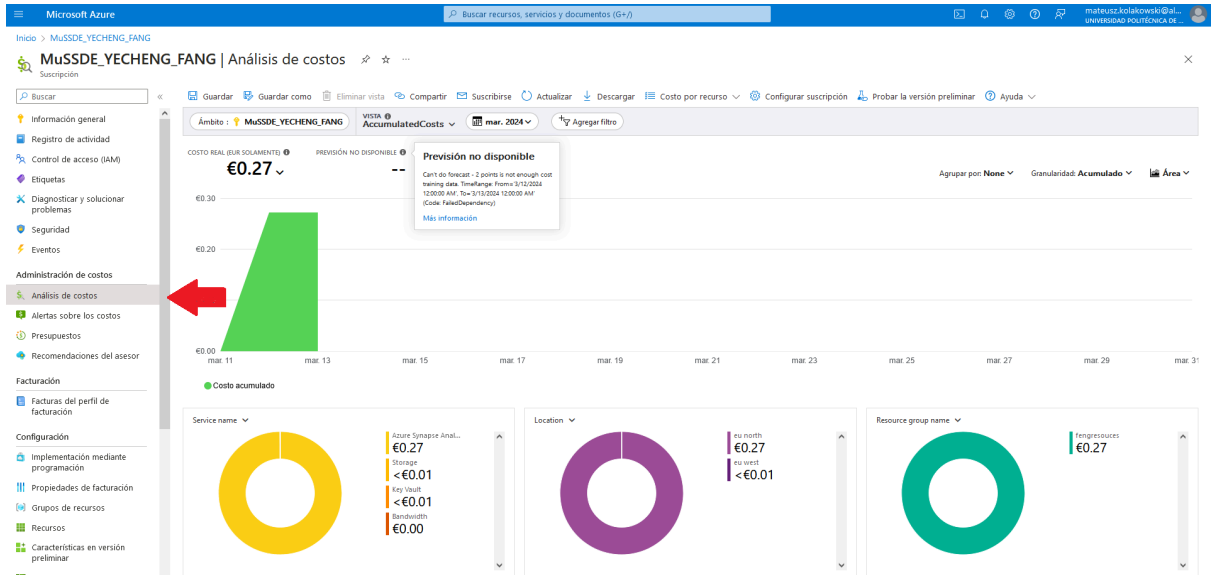 Microsoft Azure
Buscar recursos, servicios y documentos (G+/)
mateusz.kolakowski@al...
UNIVERSIDAD POLITÉCNICA DE ...
Inicio > MuSSDE_YECHENG_FANG
MuSSDE_YECHENG_FANG | Análisis de costos
Suscripción
Buscar
Guardar Guardar como Eliminar vista Compartir Suscribirse Actualizar Descargar Costo por recurso Configurar suscripción Probar la versión preliminar Ayuda
Información general
Registro de actividad
Control de acceso (IAM)
Etiquetas
Diagnosticar y solucionar
problemas
Seguridad
Eventos
Administración de costos
Análisis de costos
Alertas sobre los costos
Presupuestos
Recomendaciones del asesor
Facturación
Facturas del perfil de
facturación
Configuración
Implementación mediante
programación
Propiedades de facturación
Grupos de recursos
Recursos
Características en versión
preliminar
Ámbito : MuSSDE_YECHENG_FANG
VISTA
AccumulatedCosts
mar. 2024
Agregar filtro
COSTO REAL (EUR SOLAMENTE)
€0.27
PREVISIÓN NO DISPONIBLE
--
Previsión no disponible
Can't do forecast - 2 points is not enough cost
training data. TimeRange: From='3/12/2024
12:00:00 AM', To='3/13/2024 12:00:00 AM'
(Code: FailedDependency)
Más información
Agrupar por: None Granularidad: Acumulado Área
€0.30
€0.20
€0.00
mar. 11 mar. 13 mar. 15 mar. 17 mar. 19 mar. 21 mar. 23 mar. 25 mar. 27 mar. 29 mar. 31
Costo acumulado
Service name
Azure Synapse Anal...
€0.27
Storage
<€0.01
Key Vault
<€0.01
Bandwidth
€0.00
Location
eu north
€0.27
eu west
<€0.01
Resource group name
fengresouces
€0.27